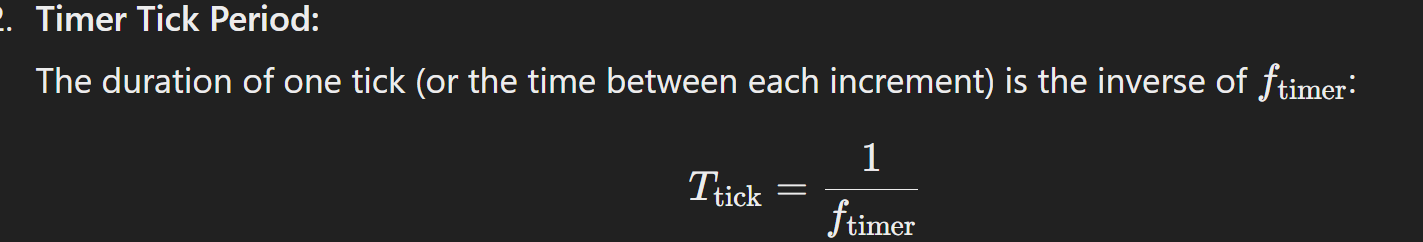 2. Timer Tick Period:
The duration of one tick (or the time between each increment) is the inverse of f_timer:
T_tick = 1 / f_timer